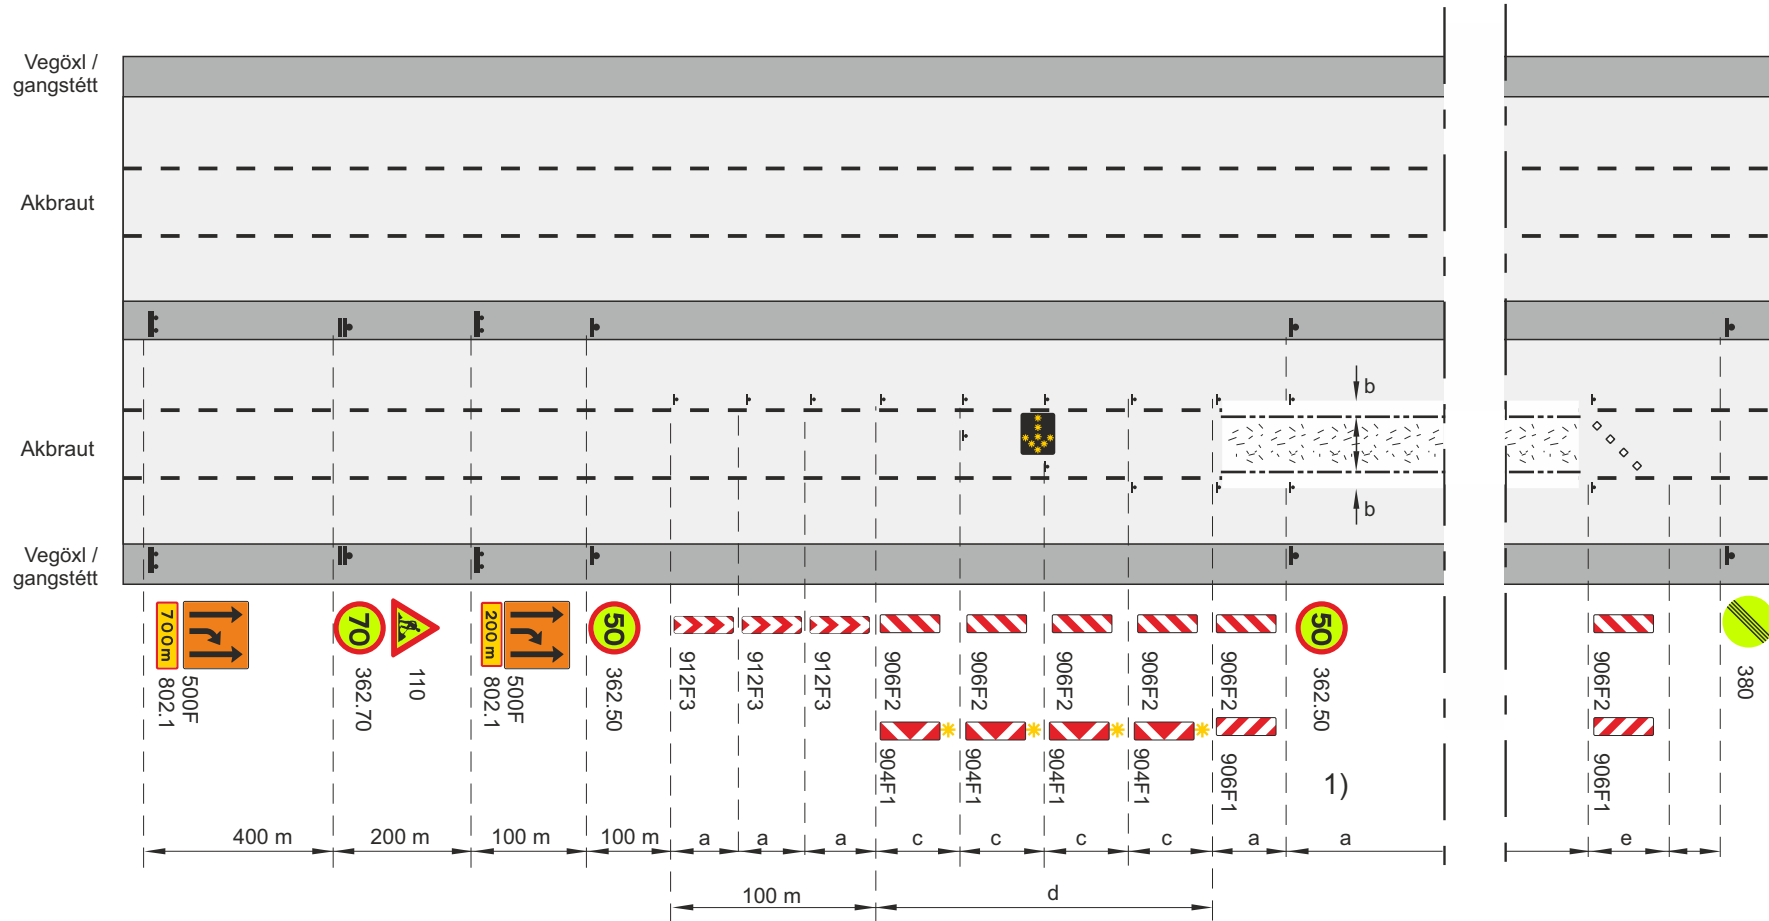 Vegöxl /
gangstétt
Akbraut
Akbraut
Vegöxl /
gangstétt
b
b
700 m
500F
802.1
70
362.70
110
200 m
500F
802.1
50
362.50
912F3
912F3
912F3
906F2
906F2
906F2
906F2
906F2
904F1
904F1
904F1
904F1
906F1
50
362.50
1)
906F2
906F1
380
400 m
200 m
100 m
100 m
a
a
a
c
c
c
c
a
a
e
100 m
d